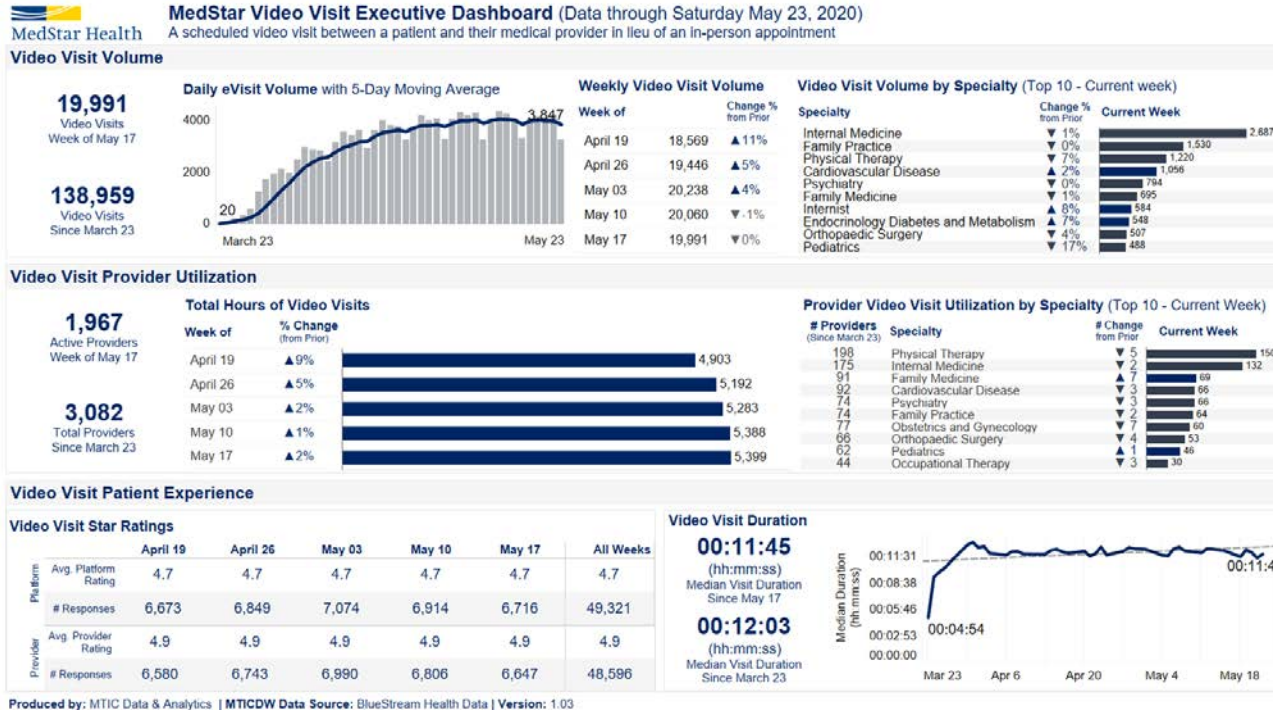 MedStar Health
MedStar Video Visit Executive Dashboard (Data through Saturday May 23, 2020)
A scheduled video visit between a patient and their medical provider in lieu of an in-person appointment
Video Visit Volume
19,991
Video Visits
Week of May 17
138,959
Video Visits
Since March 23
Daily eVisit Volume with 5-Day Moving Average
4000
2000
0
20
3,847
March 23 May 23
Weekly Video Visit Volume
Week of Change % from Prior
April 19 18,569 ▲11%
April 26 19,446 ▲5%
May 03 20,238 ▲4%
May 10 20,060 ▼-1%
May 17 19,991 ▼0%
Video Visit Volume by Specialty (Top 10 - Current week)
Specialty Change % from Prior Current Week
Internal Medicine ▼ 1% 2,687
Family Practice ▼ 0% 1,530
Physical Therapy ▼ 7% 1,220
Cardiovascular Disease ▲ 2% 1,056
Psychiatry ▼ 0% 794
Family Medicine ▼ 1% 695
Internist ▲ 8% 584
Endocrinology Diabetes and Metabolism ▲ 7% 548
Orthopaedic Surgery ▼ 4% 507
Pediatrics ▼ 17% 488
Video Visit Provider Utilization
1,967
Active Providers
Week of May 17
3,082
Total Providers
Since March 23
Total Hours of Video Visits
Week of % Change (from Prior)
April 19 ▲9% 4,903
April 26 ▲5% 5,192
May 03 ▲2% 5,283
May 10 ▲1% 5,388
May 17 ▲2% 5,399
Provider Video Visit Utilization by Specialty (Top 10 - Current Week)
# Providers (Since March 23) Specialty # Change from Prior Current Week
198 Physical Therapy ▼ 5 150
175 Internal Medicine ▼ 2 132
91 Family Medicine ▲ 7 69
92 Cardiovascular Disease ▼ 3 66
74 Psychiatry ▼ 3 66
74 Family Practice ▼ 2 64
77 Obstetrics and Gynecology ▼ 7 60
66 Orthopaedic Surgery ▼ 4 53
62 Pediatrics ▲ 1 46
44 Occupational Therapy ▼ 3 30
Video Visit Patient Experience
Video Visit Star Ratings
April 19 April 26 May 03 May 10 May 17 All Weeks
Platform
Avg. Platform Rating 4.7 4.7 4.7 4.7 4.7 4.7
# Responses 6,673 6,849 7,074 6,914 6,716 49,321
Provider
Avg. Provider Rating 4.9 4.9 4.9 4.9 4.9 4.9
# Responses 6,580 6,743 6,990 6,806 6,647 48,596
Video Visit Duration
00:11:45
(hh:mm:ss)
Median Visit Duration
Since May 17
00:12:03
(hh:mm:ss)
Median Visit Duration
Since March 23
Median Duration
(hh:mm:ss)
00:11:31
00:08:38
00:05:46
00:02:53
00:00:00
00:04:54
00:11:4
Mar 23 Apr 6 Apr 20 May 4 May 18
Produced by: MTIC Data & Analytics | MTICDW Data Source: BlueStream Health Data | Version: 1.03